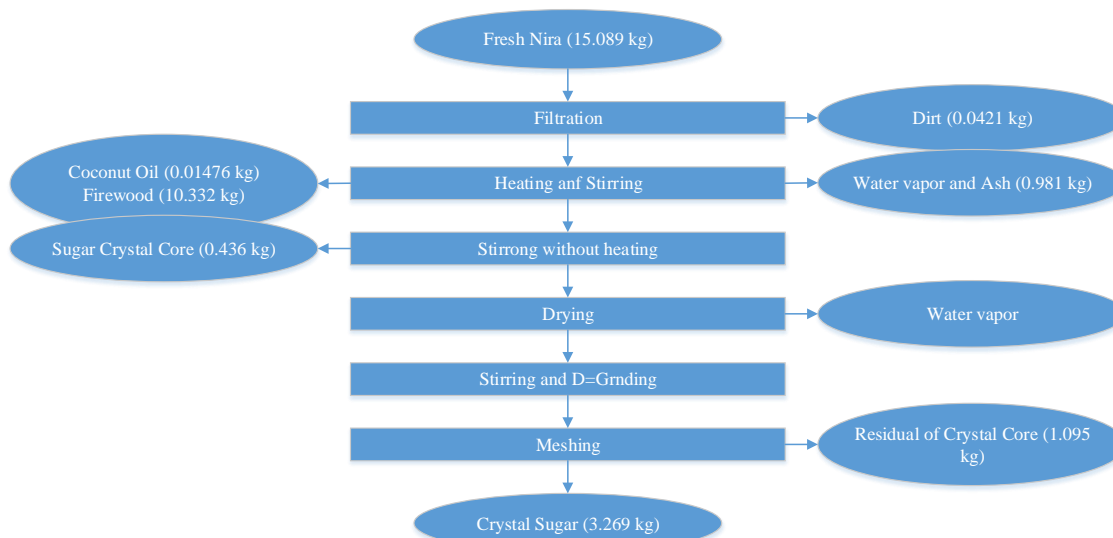 Fresh Nira (15.089 kg)
Filtration
Dirt (0.0421 kg)
Coconut Oil (0.01476 kg)
Firewood (10.332 kg)
Heating anf Stirring
Water vapor and Ash (0.981 kg)
Sugar Crystal Core (0.436 kg)
Stirrong without heating
Drying
Water vapor
Stirring and D=Grnding
Meshing
Residual of Crystal Core (1.095
kg)
Crystal Sugar (3.269 kg)